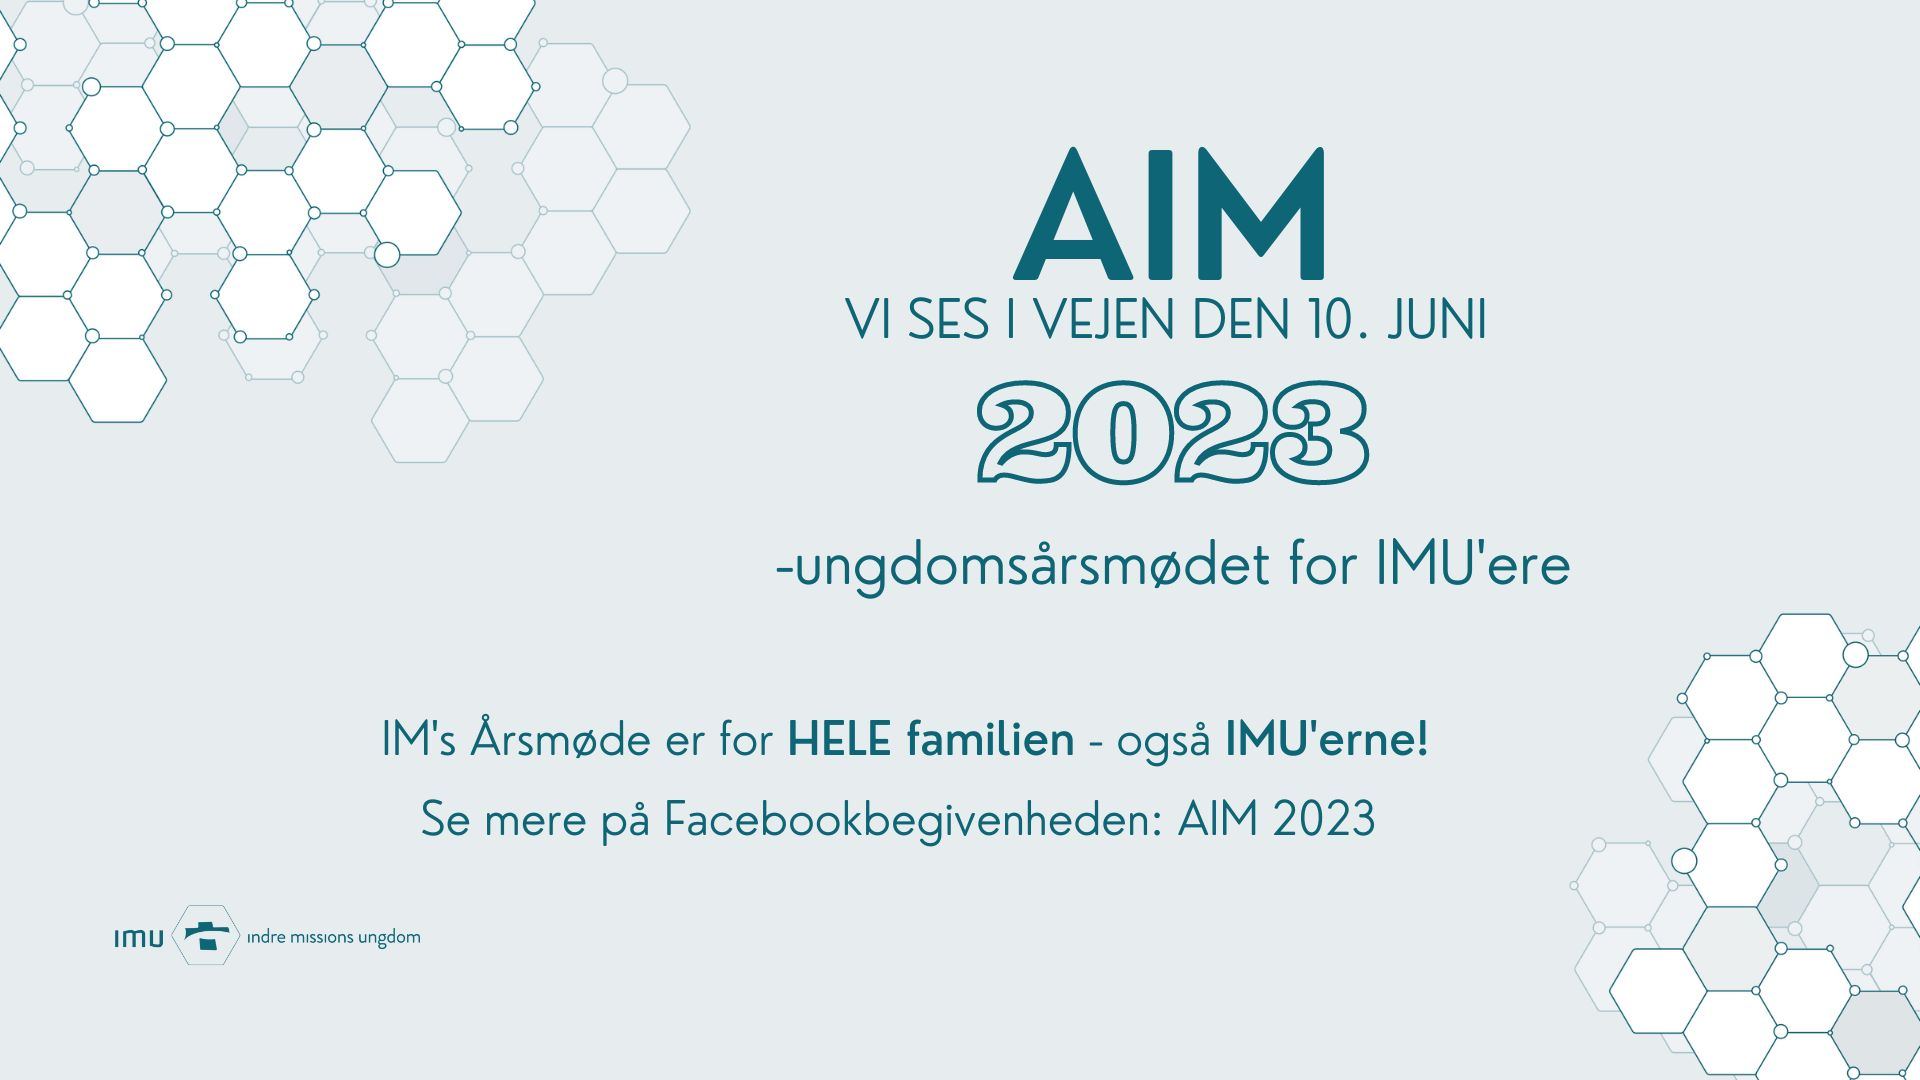 AIM
VI SES I VEJEN DEN 10. JUNI
2023
-ungdomsårsmødet for IMU'ere
IM's Årsmøde er for HELE familien - også IMU'erne!
Se mere på Facebookbegivenheden: AIM 2023
IMU indre missions ungdom